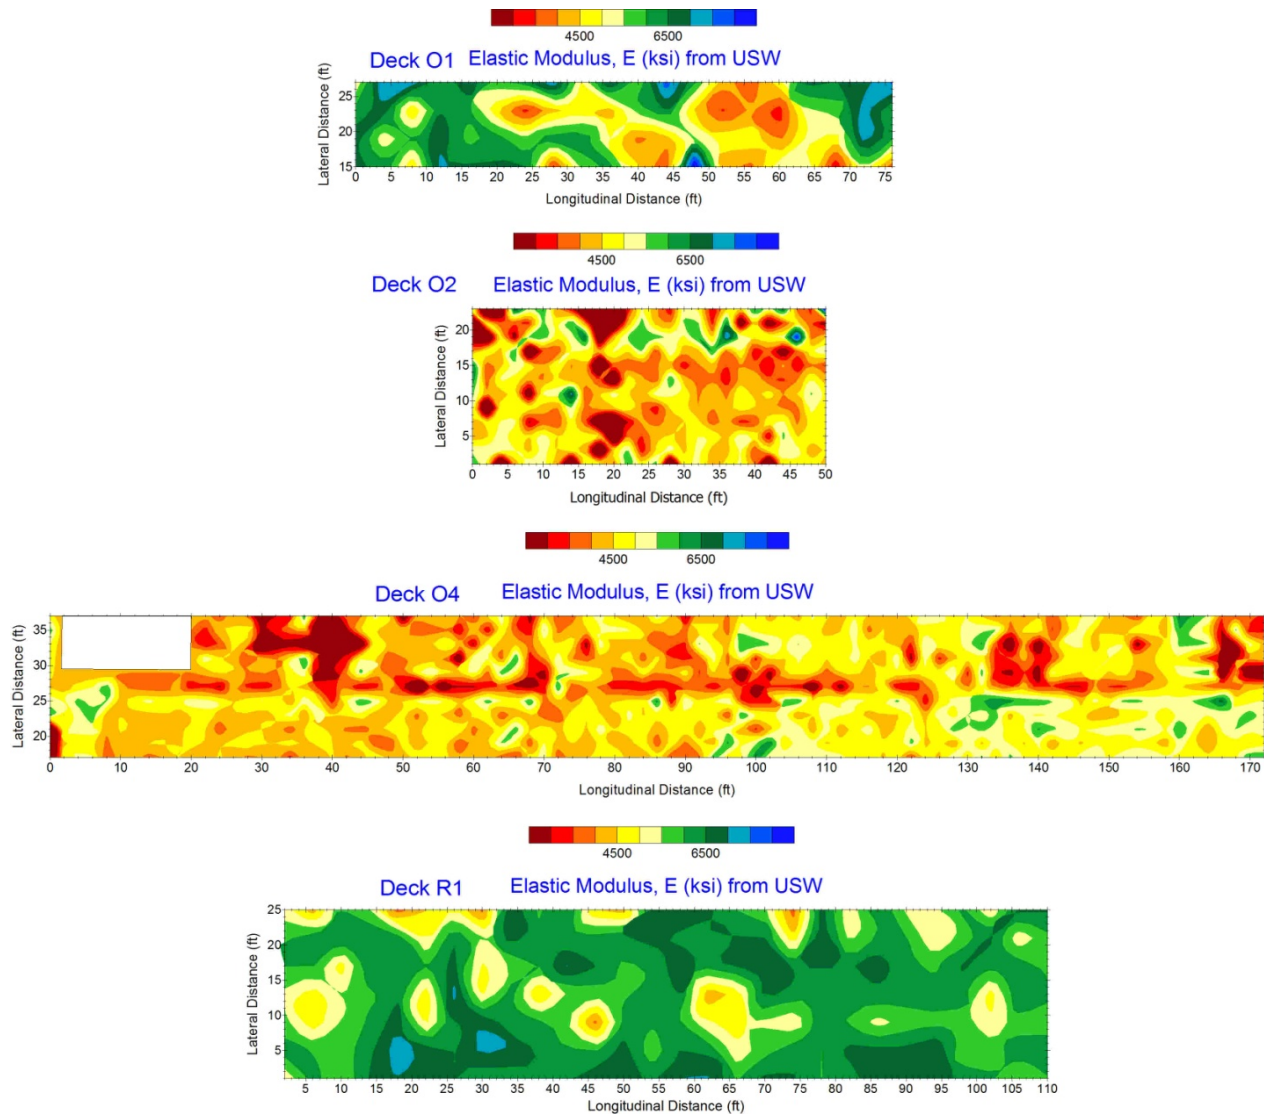 4500 6500
Deck O1 Elastic Modulus, E (ksi) from USW
Lateral Distance (ft)
25
20
15
0 5 10 15 20 25 30 35 40 45 50 55 60 65 70 75
Longitudinal Distance (ft)
4500 6500
Deck O2 Elastic Modulus, E (ksi) from USW
Lateral Distance (ft)
20
15
10
5
0 5 10 15 20 25 30 35 40 45 50
Longitudinal Distance (ft)
4500 6500
Deck O4 Elastic Modulus, E (ksi) from USW
Lateral Distance (ft)
35
30
25
20
0 10 20 30 40 50 60 70 80 90 100 110 120 130 140 150 160 170
Longitudinal Distance (ft)
4500 6500
Deck R1 Elastic Modulus, E (ksi) from USW
Lateral Distance (ft)
25
20
15
10
5
5 10 15 20 25 30 35 40 45 50 55 60 65 70 75 80 85 90 95 100 105 110
Longitudinal Distance (ft)